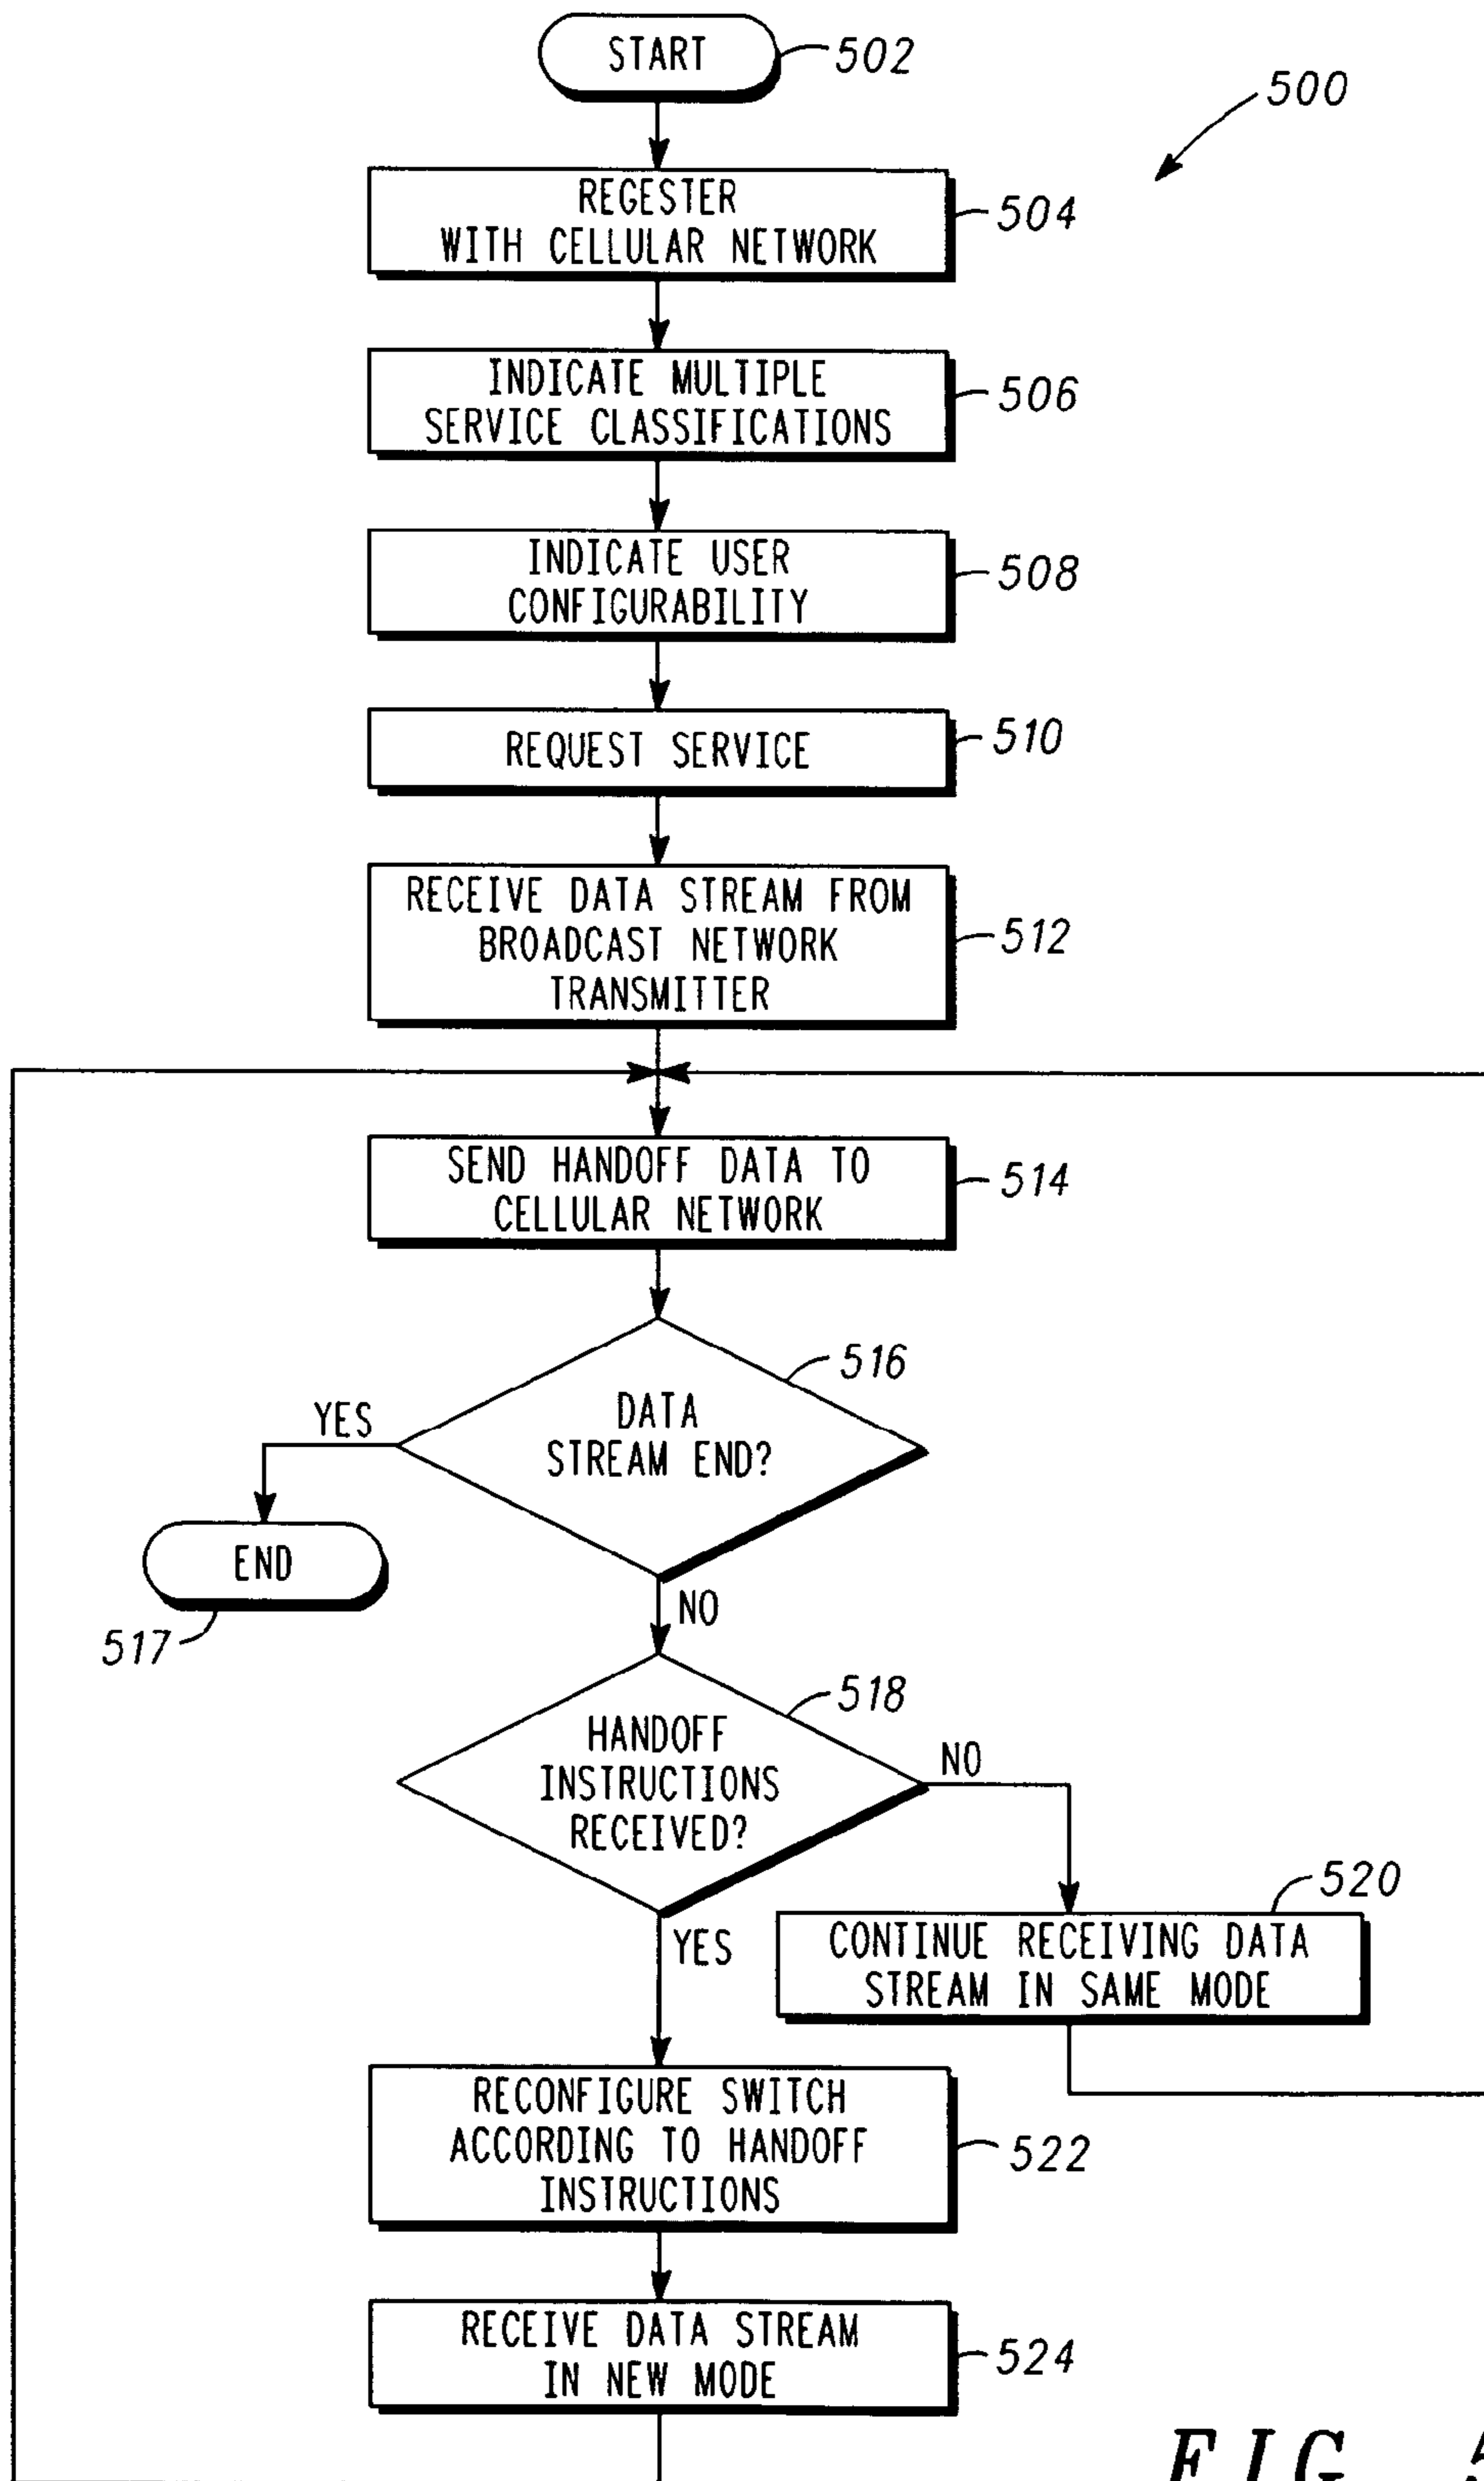 START
502
500
REGESTER
WITH CELLULAR NETWORK
504
INDICATE MULTIPLE
SERVICE CLASSIFICATIONS
506
INDICATE USER
CONFIGURABILITY
508
REQUEST SERVICE
510
RECEIVE DATA STREAM FROM
BROADCAST NETWORK
TRANSMITTER
512
SEND HANDOFF DATA TO
CELLULAR NETWORK
514
516
DATA
STREAM END?
YES
END
517
NO
518
HANDOFF
INSTRUCTIONS
RECEIVED?
NO
520
YES
CONTINUE RECEIVING DATA
STREAM IN SAME MODE
RECONFIGURE SWITCH
ACCORDING TO HANDOFF
INSTRUCTIONS
522
RECEIVE DATA STREAM
IN NEW MODE
524
FIG.